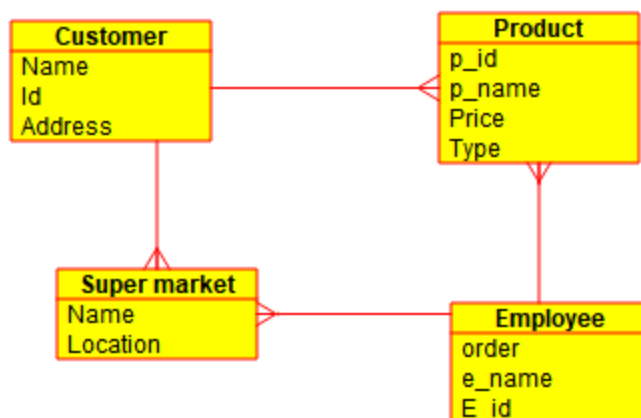 Customer
Name
Id
Address
Product
p_id
p_name
Price
Type
Super market
Name
Location
Employee
order
e_name
E_id